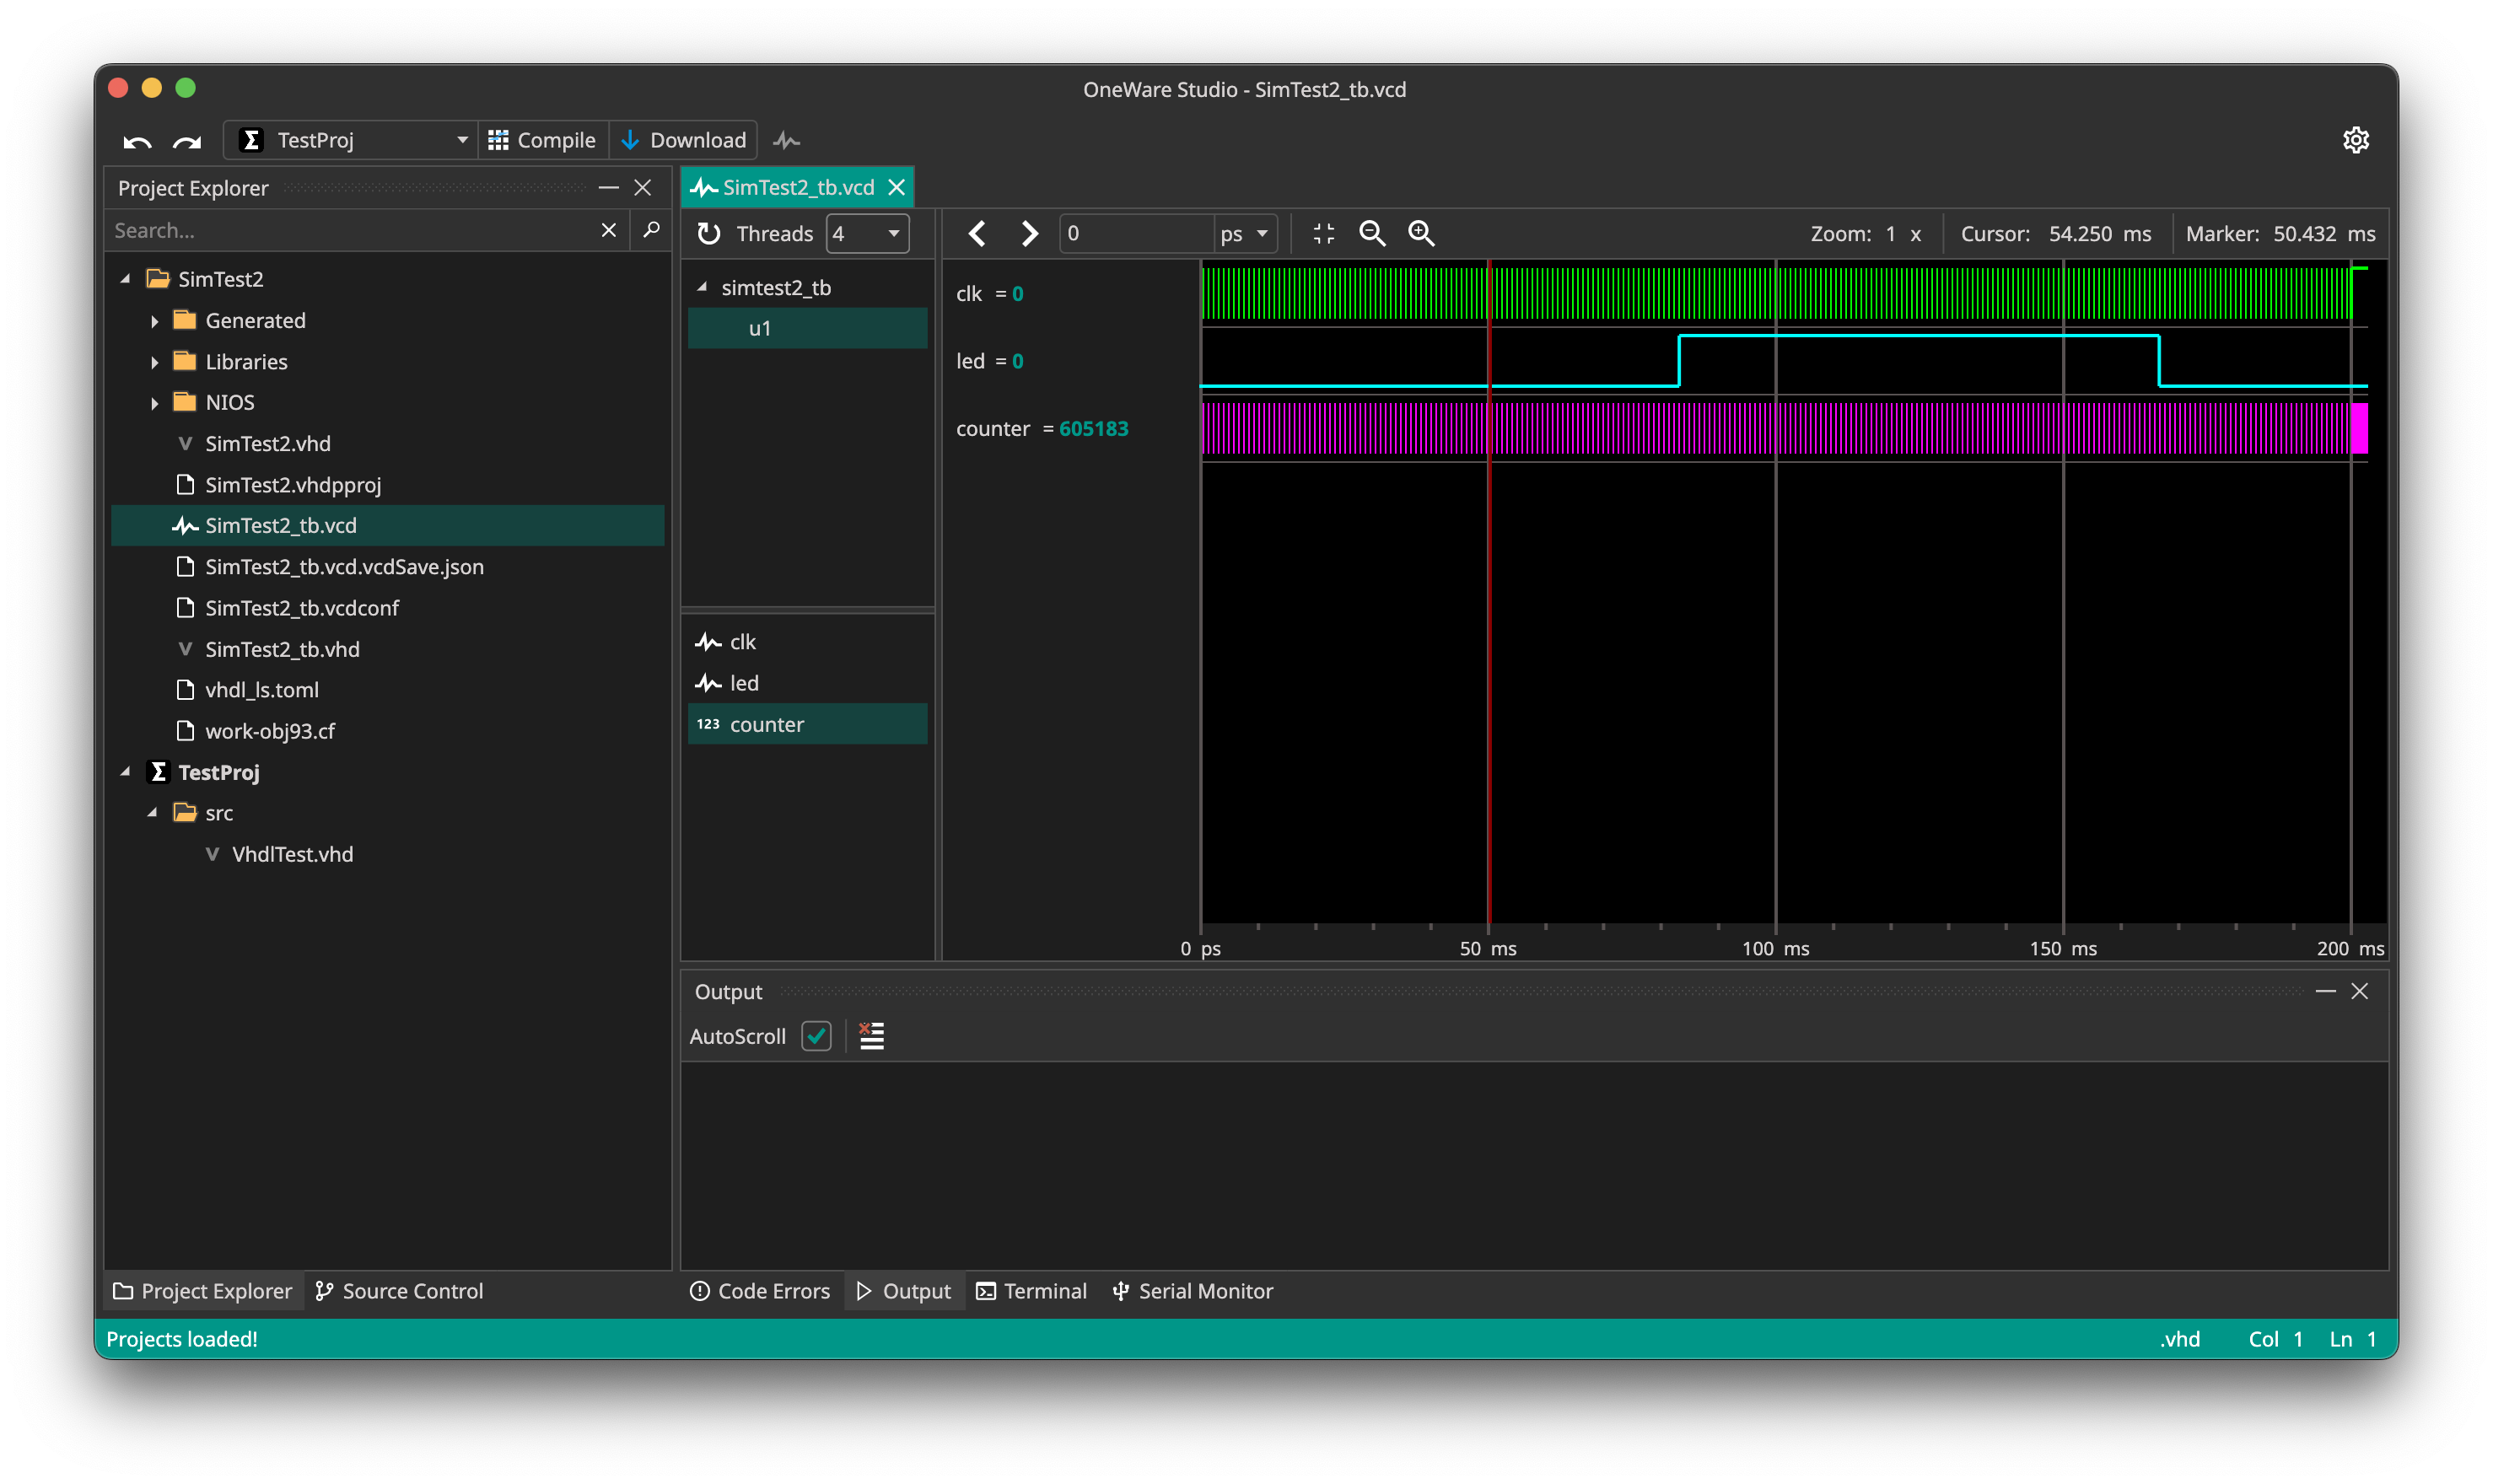 OneWare Studio - SimTest2_tb.vcd
TestProj Compile Download
Project Explorer
Search...
SimTest2
Generated
Libraries
NIOS
SimTest2.vhd
SimTest2.vhdpproj
SimTest2_tb.vcd
SimTest2_tb.vcd.vcdSave.json
SimTest2_tb.vcdconf
SimTest2_tb.vhd
vhdl_ls.toml
work-obj93.cf
TestProj
src
VhdlTest.vhd
SimTest2_tb.vcd
Threads 4
simtest2_tb
u1
clk
led
123 counter
0 ps Zoom: 1 x Cursor: 54.250 ms Marker: 50.432 ms
clk = 0
led = 0
counter = 605183
0 ps 50 ms 100 ms 150 ms 200 ms
Output
AutoScroll
Project Explorer Source Control Code Errors Output Terminal Serial Monitor
Projects loaded! .vhd Col 1 Ln 1